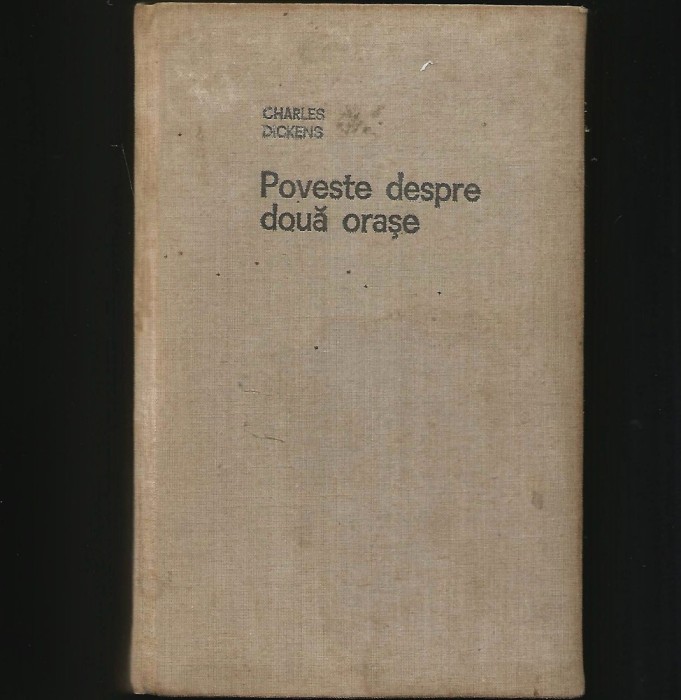 CHARLES
DICKENS
Poveste despre
două orașe